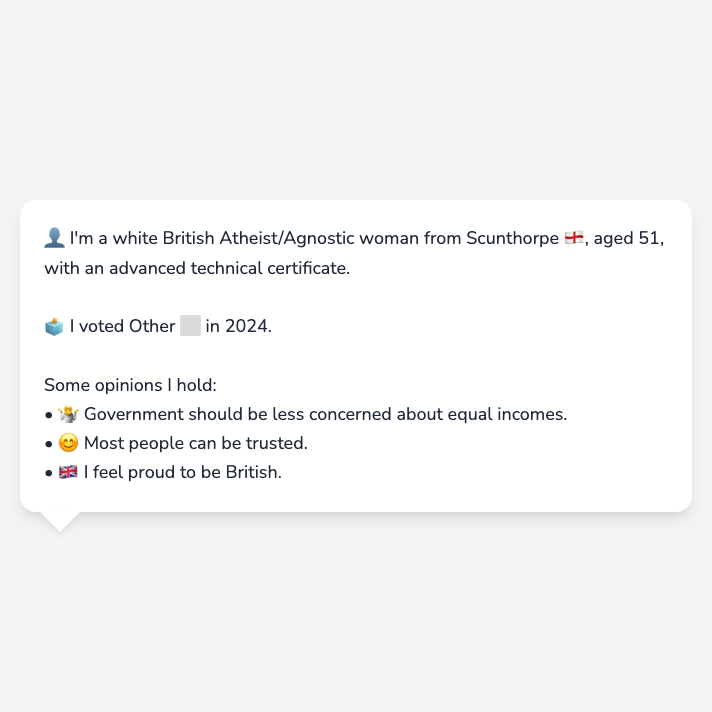 👤 I'm a white British Atheist/Agnostic woman from Scunthorpe 🏴󠁧󠁢󠁥󠁮󠁧󠁿, aged 51,
with an advanced technical certificate.
🗳️ I voted Other ⬜ in 2024.
Some opinions I hold:
• 🤷‍♀️ Government should be less concerned about equal incomes.
• 😊 Most people can be trusted.
• 🇬🇧 I feel proud to be British.